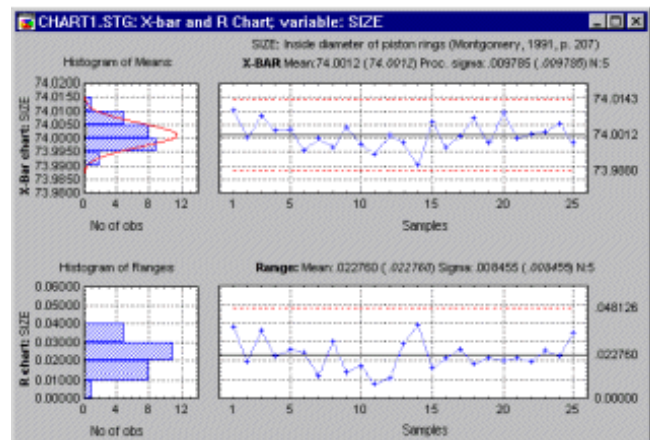 CHART1.STG: X-bar and R Chart; variable: SIZE
SIZE: Inside diameter of piston rings (Montgomery, 1991, p. 207)
Histogram of Means
X-BAR Mean:74.0012 (74.0012) Proc. sigma:.009785 (.009785) N:5
X-Bar chart: SIZE
74.0200
74.0150
74.0100
74.0050
74.0000
73.9950
73.9900
73.9850
73.9800
0 4 8 12
No of obs
74.0143
74.0012
73.9880
1 5 10 15 20 25
Samples
Histogram of Ranges
Range: Mean:.022760 (.022760) Sigma:.008455 (.008455) N:5
R chart: SIZE
0.06000
0.05000
0.04000
0.03000
0.02000
0.01000
0.00000
0 4 8 12
No of obs
.048126
.022760
0.00000
1 5 10 15 20 25
Samples